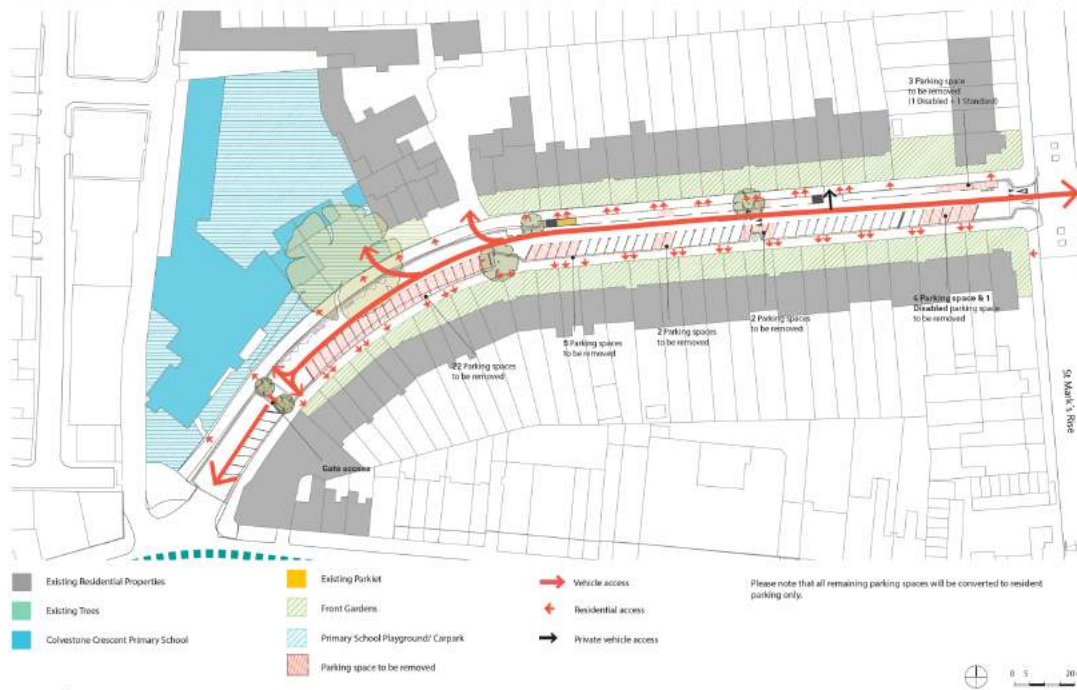 3 Parking space
to be removed
(1 Disabled + 1 Standard)
4 Parking space & 1
Disabled parking space
to be removed
2 Parking spaces
to be removed
2 Parking spaces
to be removed
5 Parking spaces
to be removed
22 Parking spaces
to be removed
St Mark's Rise
Gate access
Existing Residential Properties
Existing Trees
Colvestone Crescent Primary School
Existing Parklet
Front Gardens
Primary School Playground/ Carpark
Parking space to be removed
Vehicle access
Residential access
Private vehicle access
Please note that all remaining parking spaces will be converted to resident
parking only.
0 5 20